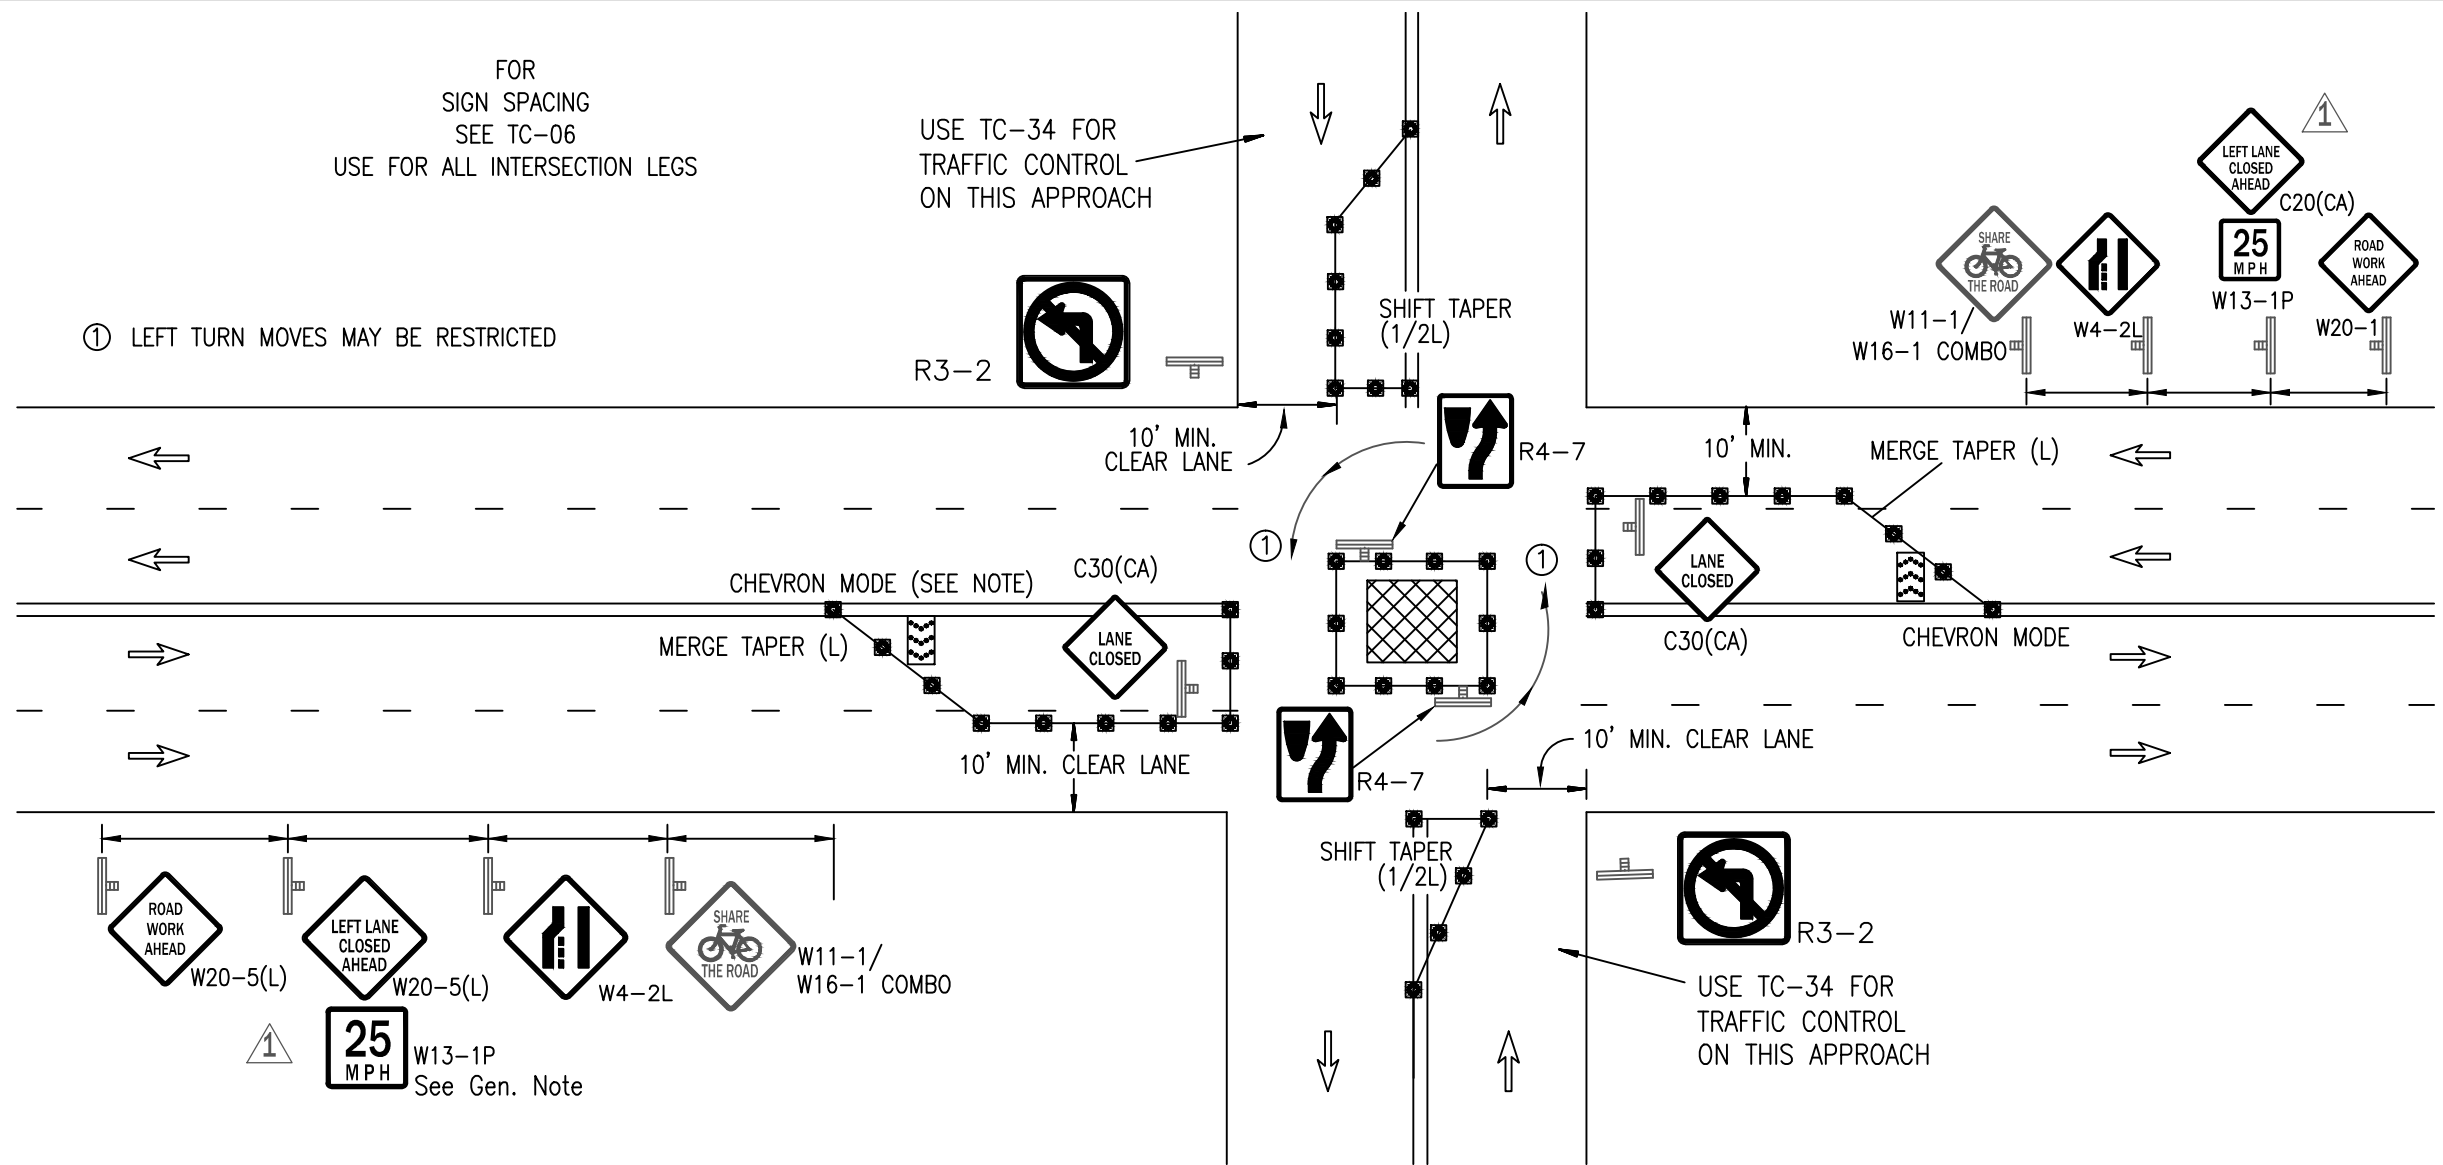 FOR
SIGN SPACING
SEE TC-06
USE FOR ALL INTERSECTION LEGS
USE TC-34 FOR
TRAFFIC CONTROL
ON THIS APPROACH
1
LEFT LANE
CLOSED
AHEAD
C20(CA)
25
MPH
W13-1P
SHARE
THE ROAD
W11-1/
W16-1 COMBO
W4-2L
ROAD
WORK
AHEAD
W20-1
SHIFT TAPER
(1/2L)
1 LEFT TURN MOVES MAY BE RESTRICTED
R3-2
10' MIN.
CLEAR LANE
R4-7
10' MIN.
MERGE TAPER (L)
1
1
CHEVRON MODE (SEE NOTE)
C30(CA)
MERGE TAPER (L)
LANE
CLOSED
LANE
CLOSED
C30(CA)
CHEVRON MODE
10' MIN. CLEAR LANE
R4-7
10' MIN. CLEAR LANE
SHIFT TAPER
(1/2L)
ROAD
WORK
AHEAD
W20-5(L)
LEFT LANE
CLOSED
AHEAD
W20-5(L)
W4-2L
SHARE
THE ROAD
W11-1/
W16-1 COMBO
1
25
MPH
W13-1P
See Gen. Note
R3-2
USE TC-34 FOR
TRAFFIC CONTROL
ON THIS APPROACH